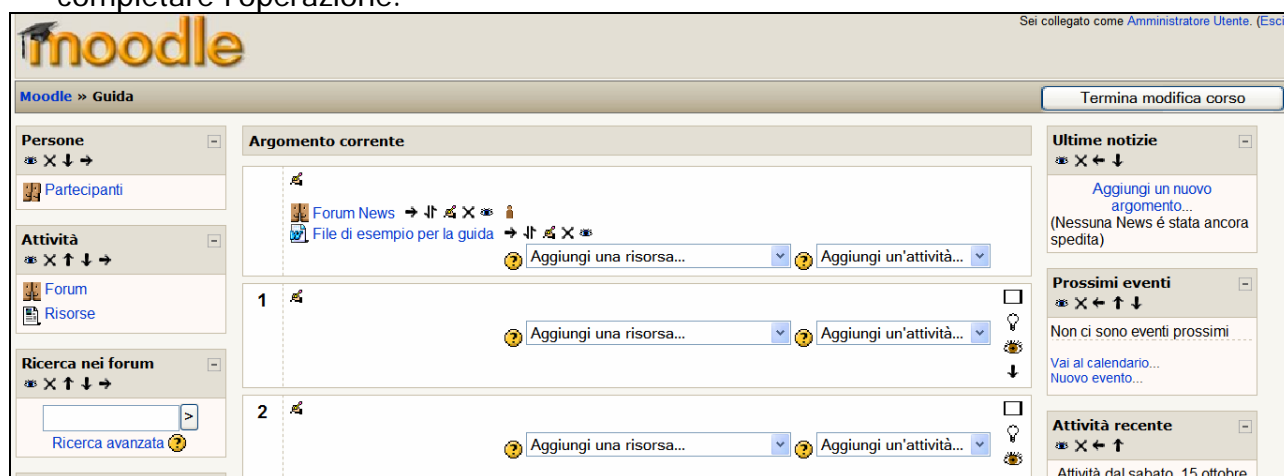 completare l'operazione.
moodle
Sei collegato come Amministratore Utente. (Esci
Moodle » Guida
Termina modifica corso
Persone
Partecipanti
Attività
Forum
Risorse
Ricerca nei forum
>
Ricerca avanzata ?
Argomento corrente
Forum News
File di esempio per la guida
? Aggiungi una risorsa... ? Aggiungi un'attività...
1
? Aggiungi una risorsa... ? Aggiungi un'attività...
2
? Aggiungi una risorsa... ? Aggiungi un'attività...
Ultime notizie
Aggiungi un nuovo
argomento...
(Nessuna News é stata ancora
spedita)
Prossimi eventi
Non ci sono eventi prossimi
Vai al calendario...
Nuovo evento...
Attività recente
Attività dal sabato, 15 ottobre